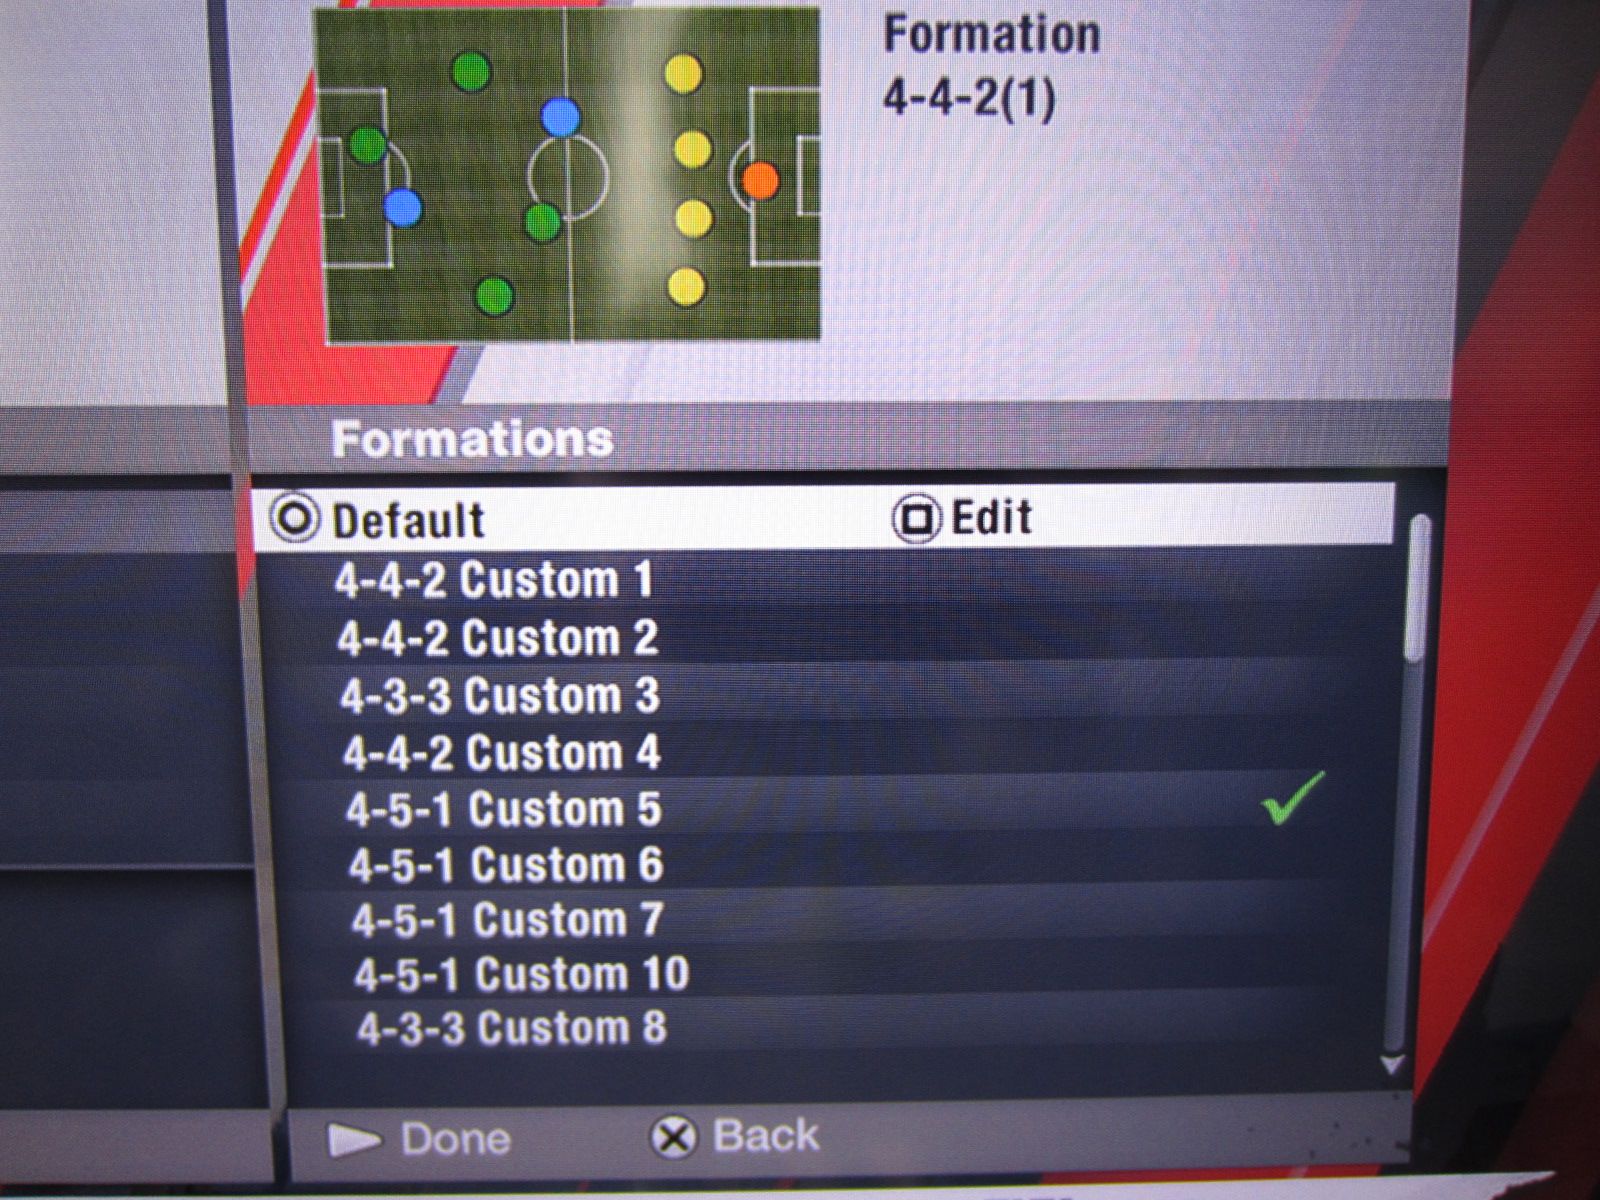 Formation
4-4-2(1)
Formations
Default
Edit
4-4-2 Custom 1
4-4-2 Custom 2
4-3-3 Custom 3
4-4-2 Custom 4
4-5-1 Custom 5
4-5-1 Custom 6
4-5-1 Custom 7
4-5-1 Custom 10
4-3-3 Custom 8
Done
Back